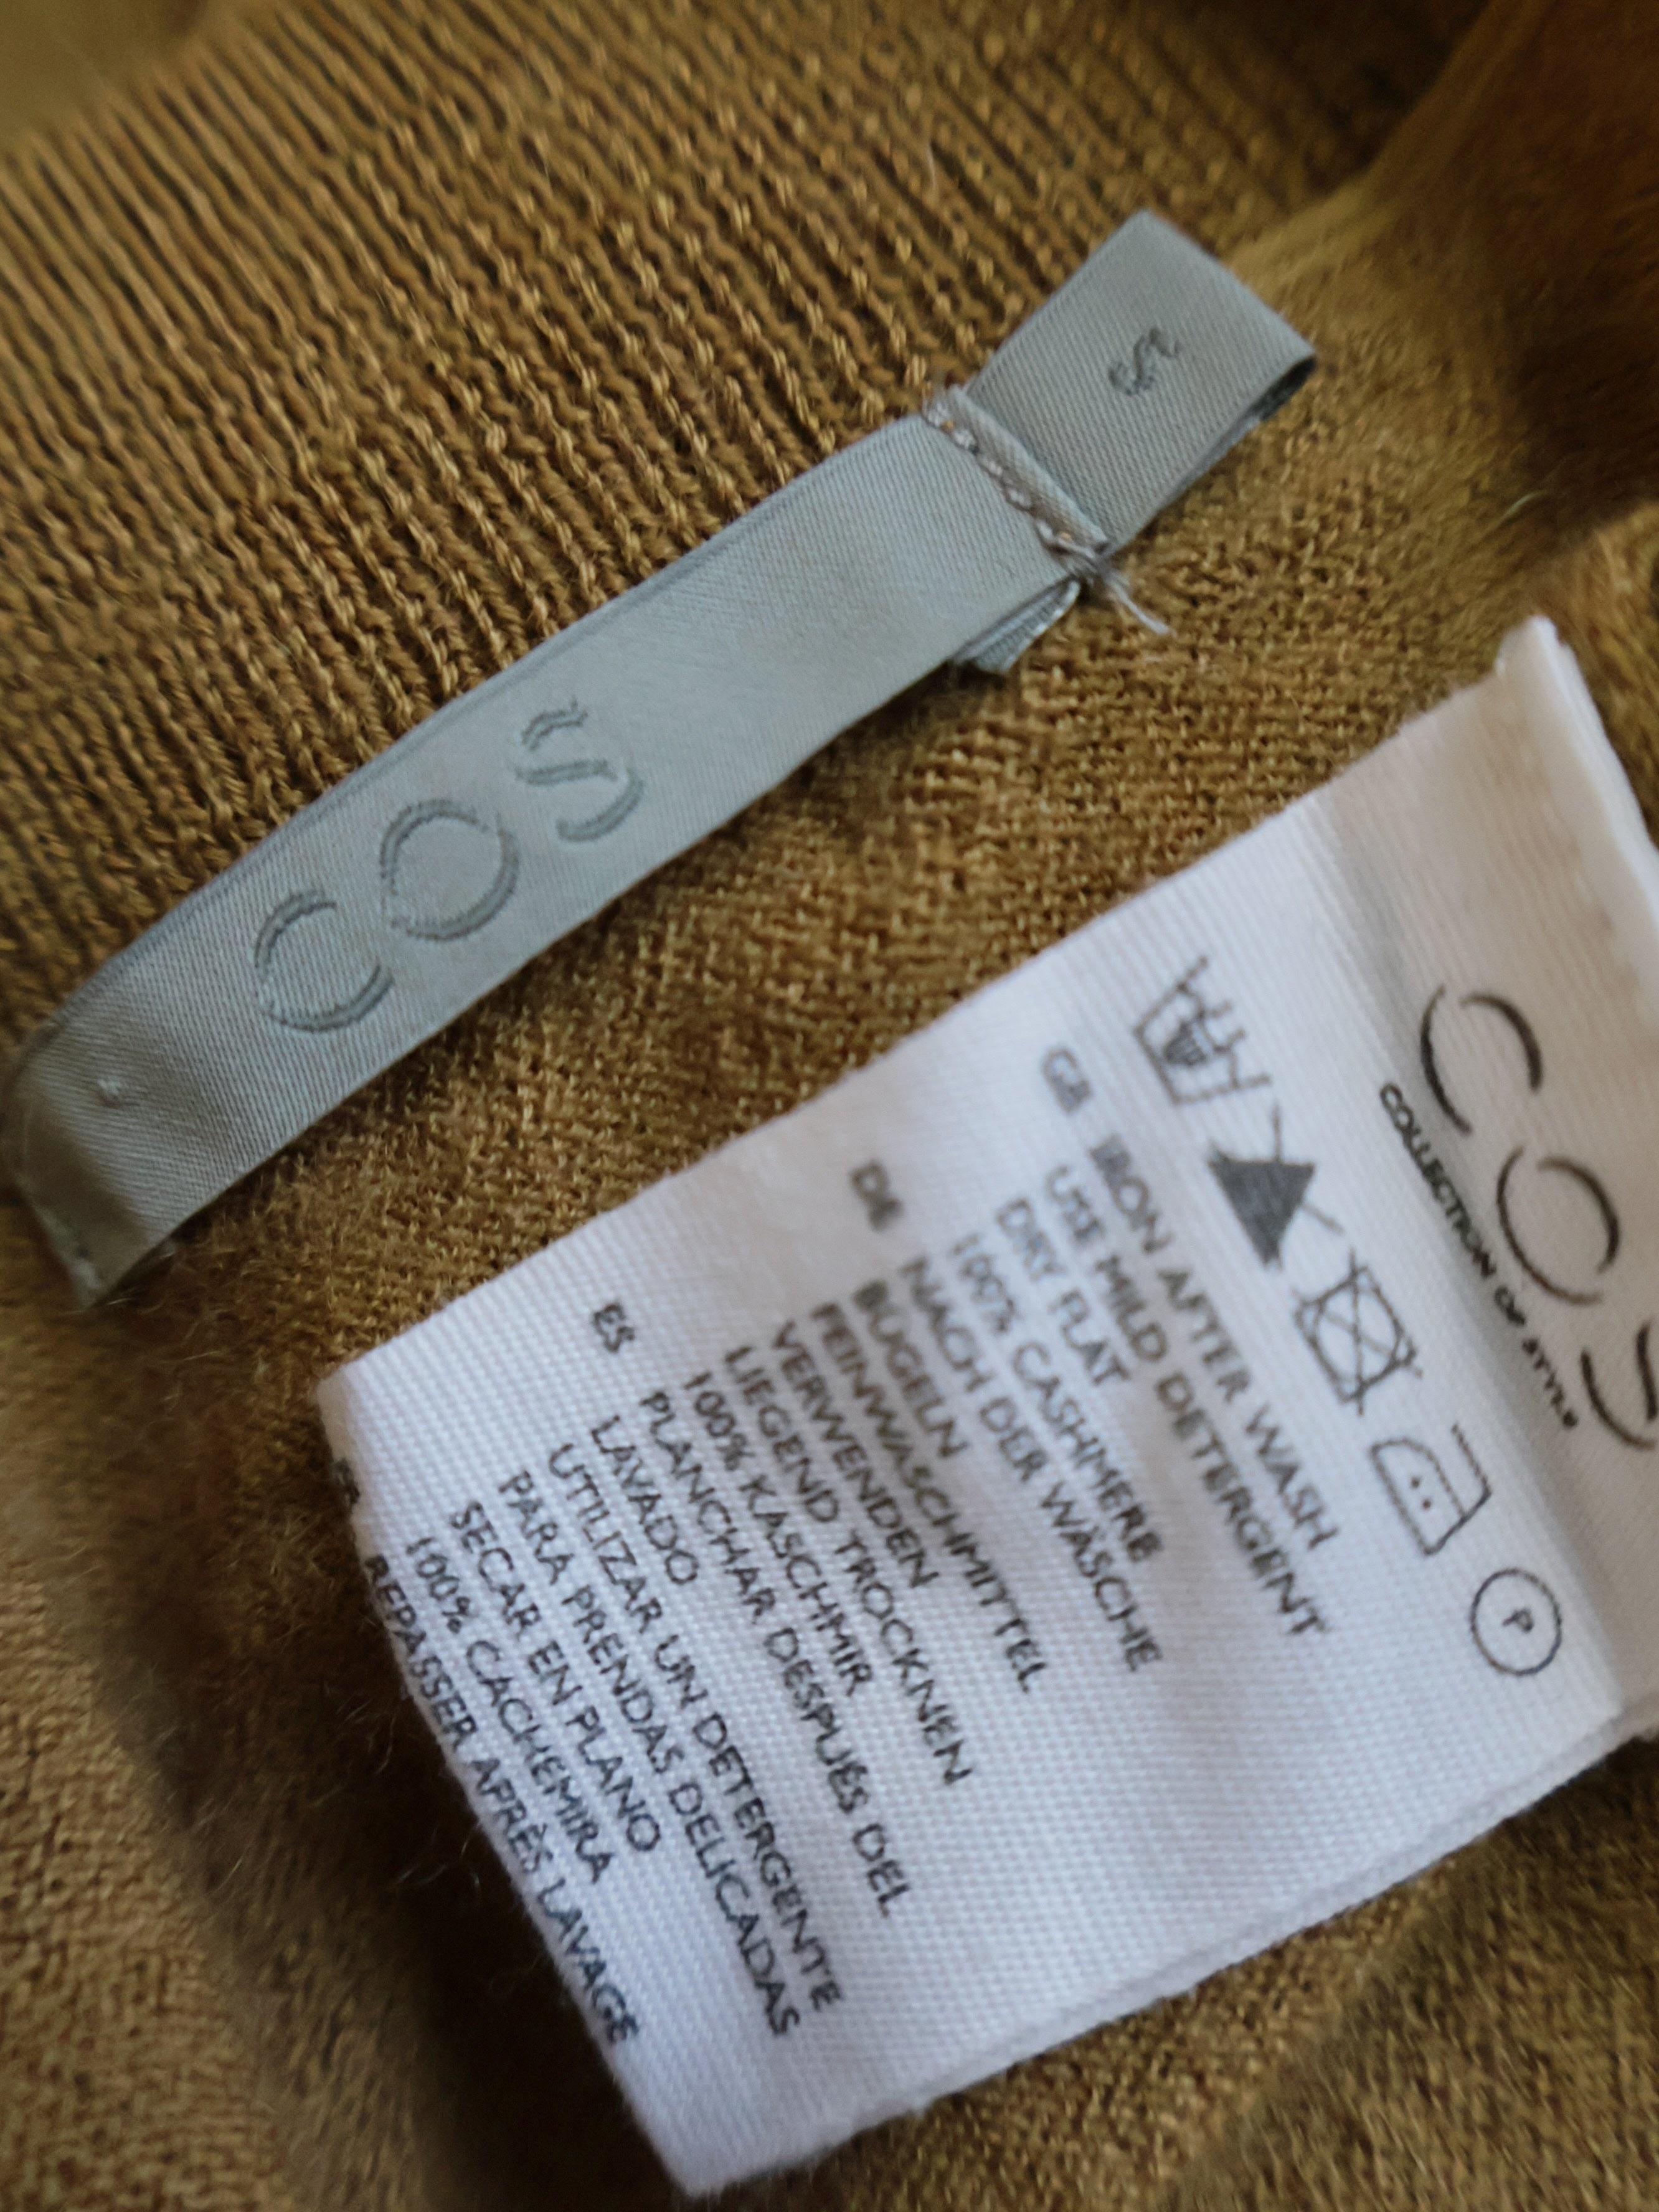 COS
S
COS
COLLECTION OF STYLE
P
GB IRON AFTER WASH
USE MILD DETERGENT
DRY FLAT
100% CASHMERE
DE NACH DER WÄSCHE
BÜGELN
FEINWASCHMITTEL
VERWENDEN
LIEGEND TROCKNEN
100% KASCHMIR
ES PLANCHAR DESPUÉS DEL
LAVADO
UTILIZAR UN DETERGENTE
PARA PRENDAS DELICADAS
SECAR EN PLANO
100% CACHEMIRA
REPASSER APRÈS LAVAGE